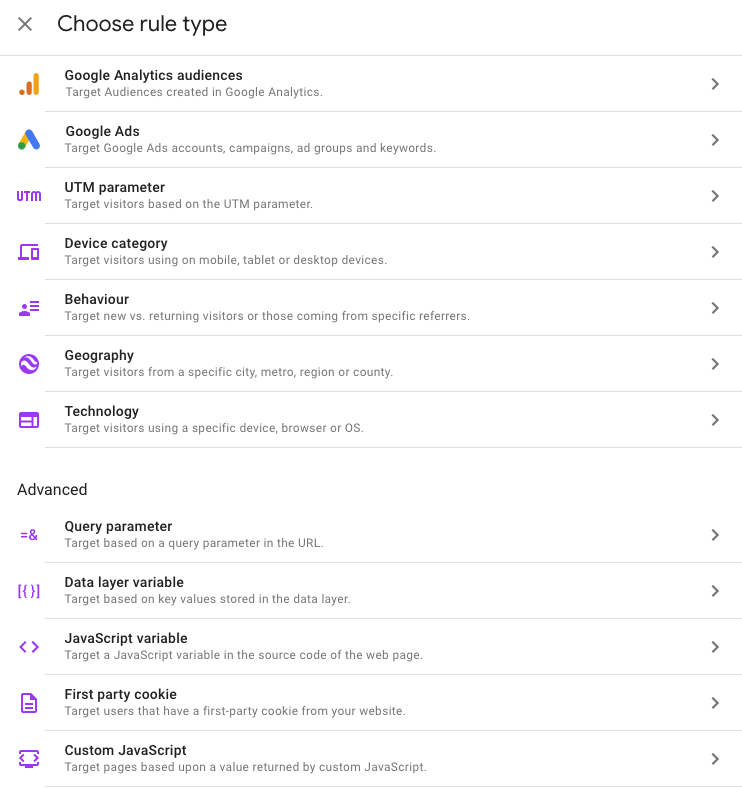 Choose rule type
Google Analytics audiences
Target Audiences created in Google Analytics.
Google Ads
Target Google Ads accounts, campaigns, ad groups and keywords.
UTM
UTM parameter
Target visitors based on the UTM parameter.
Device category
Target visitors using on mobile, tablet or desktop devices.
Behaviour
Target new vs. returning visitors or those coming from specific referrers.
Geography
Target visitors from a specific city, metro, region or county.
Technology
Target visitors using a specific device, browser or OS.
Advanced
=&
Query parameter
Target based on a query parameter in the URL.
[{}]
Data layer variable
Target based on key values stored in the data layer.
JavaScript variable
Target a JavaScript variable in the source code of the web page.
First party cookie
Target users that have a first-party cookie from your website.
Custom JavaScript
Target pages based upon a value returned by custom JavaScript.